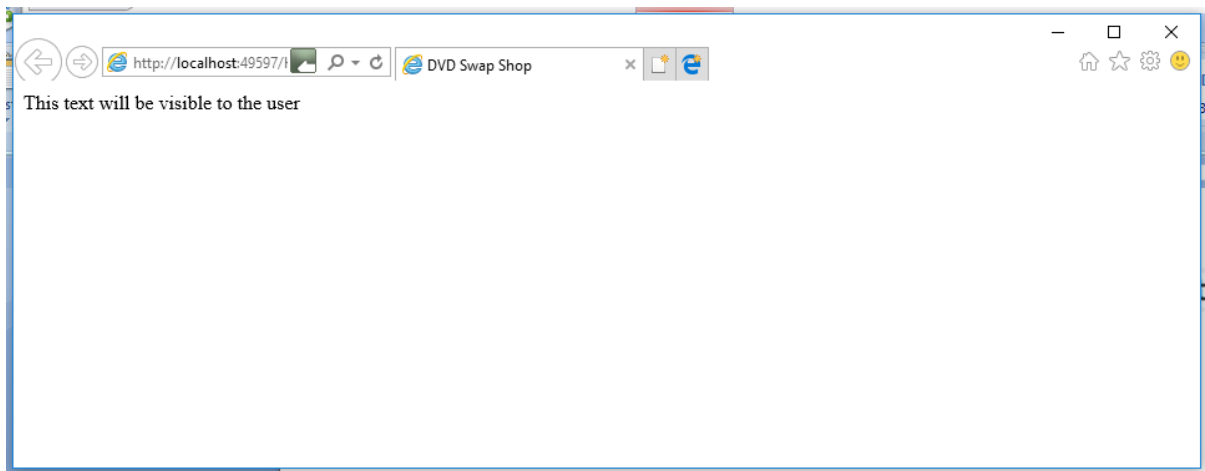 http://localhost:49597/
DVD Swap Shop
This text will be visible to the user